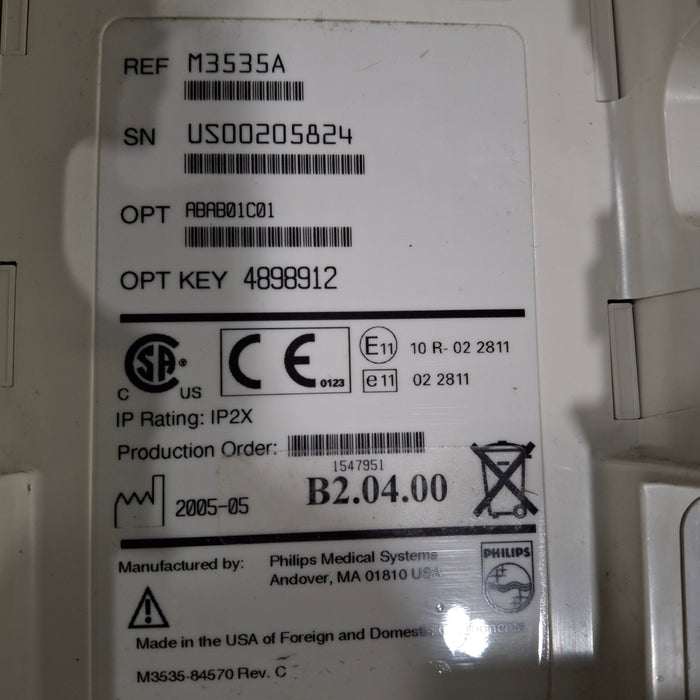 REF M3535A
SN US00205824
OPT ABAB01C01
OPT KEY 4898912
CSA® C US CE 0123 E11 10 R- 02 2811
e11 02 2811
IP Rating: IP2X
Production Order:
1547951
2005-05 B2.04.00
Manufactured by: Philips Medical Systems PHILIPS
Andover, MA 01810 USA
Made in the USA of Foreign and Domestic
M3535-84570 Rev. C